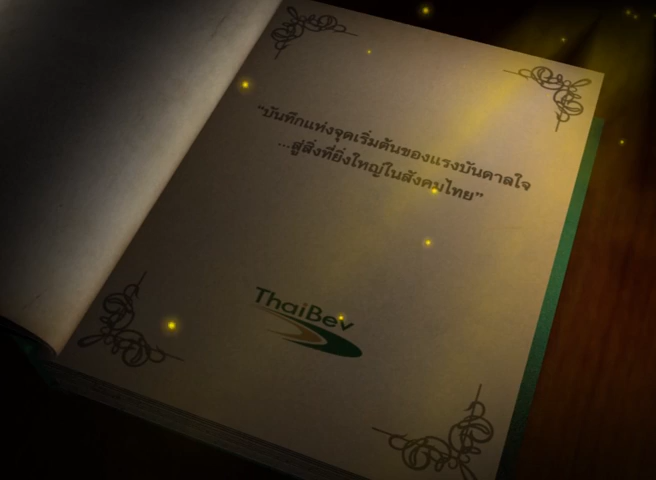 “บันทึกแห่งจุดเริ่มต้นของแรงบันดาลใจ
...สู่สิ่งที่ยิ่งใหญ่ในสังคมไทย”
ThaiBev